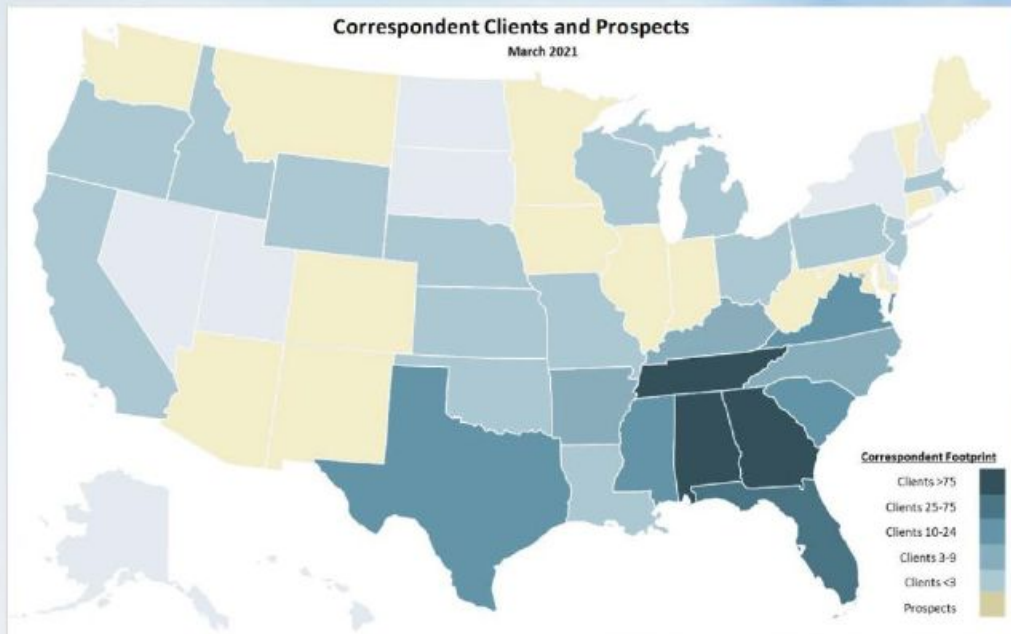 Correspondent Clients and Prospects
March 2021
Correspondent Footprint
Clients >75
Clients 25-75
Clients 10-24
Clients 3-9
Clients <3
Prospects